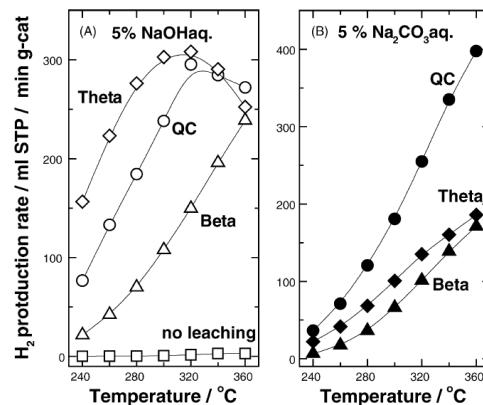 (A) 5% NaOHaq.
Theta
QC
Beta
no leaching
H₂ protduction rate / ml STP / min g-cat
0
100
200
300
240 280 320 360
Temperature / °C
(B) 5 % Na₂CO₃aq.
QC
Theta
Beta
0
100
200
300
400
240 280 320 360
Temperature / °C